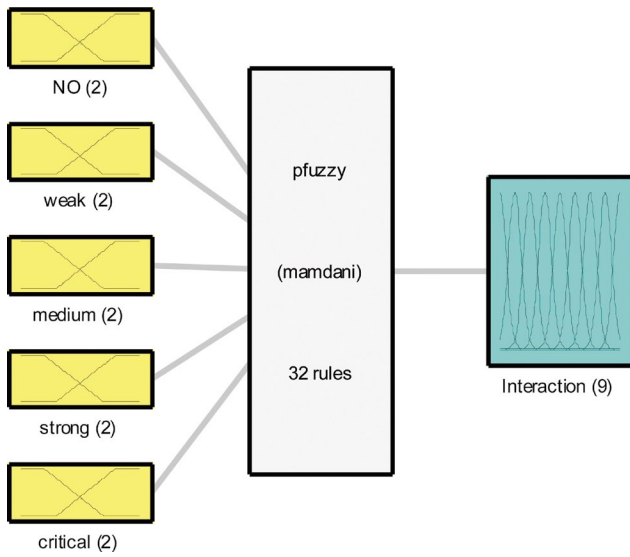 NO (2)
weak (2)
medium (2)
strong (2)
critical (2)
pfuzzy
(mamdani)
32 rules
Interaction (9)